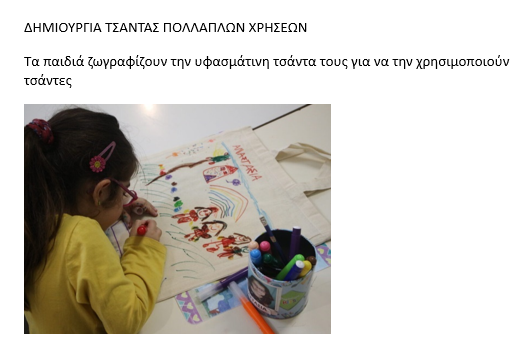 ΔΗΜΙΟΥΡΓΙΑ ΤΣΑΝΤΑΣ ΠΟΛΛΑΠΛΩΝ ΧΡΗΣΕΩΝ
Τα παιδιά ζωγραφίζουν την υφασμάτινη τσάντα τους για να την χρησιμοποιούν
τσάντες